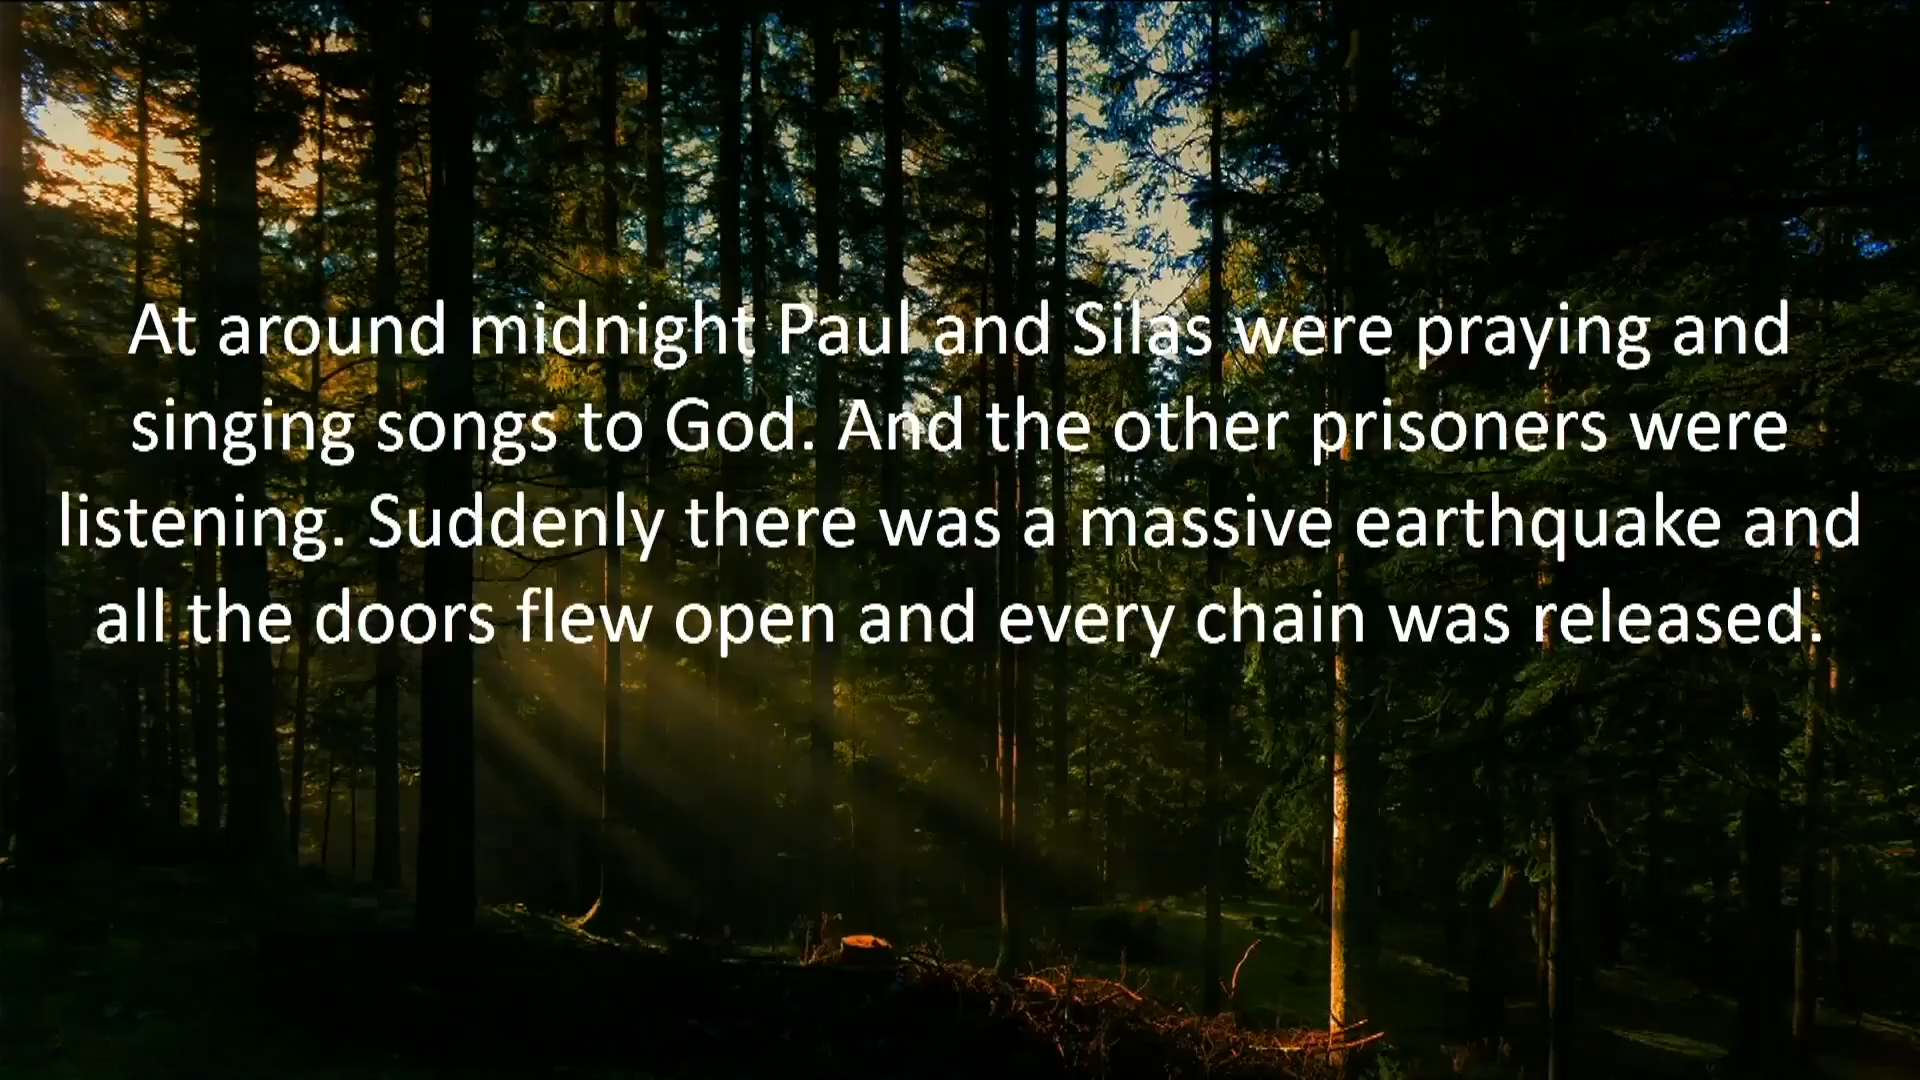 At around midnight Paul and Silas were praying and
singing songs to God. And the other prisoners were
listening. Suddenly there was a massive earthquake and
all the doors flew open and every chain was released.